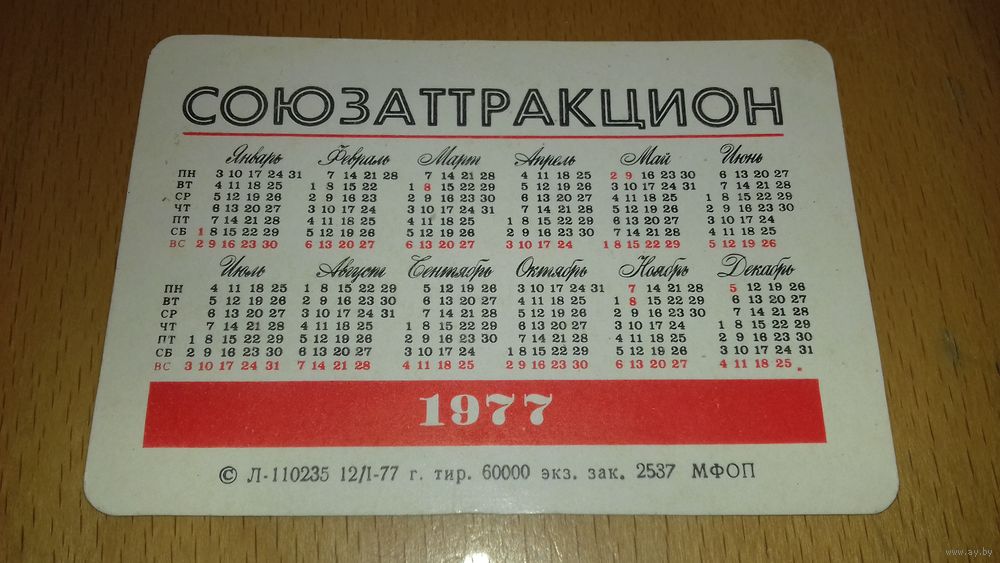 СОЮЗАТТРАКЦИОН
Январь Февраль Март Апрель Май Июнь
ПН 3 10 17 24 31 7 14 21 28 7 14 21 28 4 11 18 25 2 9 16 23 30 6 13 20 27
ВТ 4 11 18 25 1 8 15 22 1 8 15 22 29 5 12 19 26 3 10 17 24 31 7 14 21 28
СР 5 12 19 26 2 9 16 23 2 9 16 23 30 6 13 20 27 4 11 18 25 1 8 15 22 29
ЧТ 6 13 20 27 3 10 17 24 3 10 17 24 31 7 14 21 28 5 12 19 26 2 9 16 23 30
ПТ 7 14 21 28 4 11 18 25 4 11 18 25 1 8 15 22 29 6 13 20 27 3 10 17 24
СБ 1 8 15 22 29 5 12 19 26 5 12 19 26 2 9 16 23 30 7 14 21 28 4 11 18 25
ВС 2 9 16 23 30 6 13 20 27 6 13 20 27 3 10 17 24 1 8 15 22 29 5 12 19 26
Июль Август Сентябрь Октябрь Ноябрь Декабрь
ПН 4 11 18 25 1 8 15 22 29 5 12 19 26 3 10 17 24 31 7 14 21 28 5 12 19 26
ВТ 5 12 19 26 2 9 16 23 30 6 13 20 27 4 11 18 25 1 8 15 22 29 6 13 20 27
СР 6 13 20 27 3 10 17 24 31 7 14 21 28 5 12 19 26 2 9 16 23 30 7 14 21 28
ЧТ 7 14 21 28 4 11 18 25 1 8 15 22 29 6 13 20 27 3 10 17 24 1 8 15 22 29
ПТ 1 8 15 22 29 5 12 19 26 2 9 16 23 30 7 14 21 28 4 11 18 25 2 9 16 23 30
СБ 2 9 16 23 30 6 13 20 27 3 10 17 24 1 8 15 22 29 5 12 19 26 3 10 17 24 31
ВС 3 10 17 24 31 7 14 21 28 4 11 18 25 2 9 16 23 30 6 13 20 27 4 11 18 25
1977
© Л-110235 12/I-77 г. тир. 60000 экз. зак. 2537 МФОП
www.ay.by